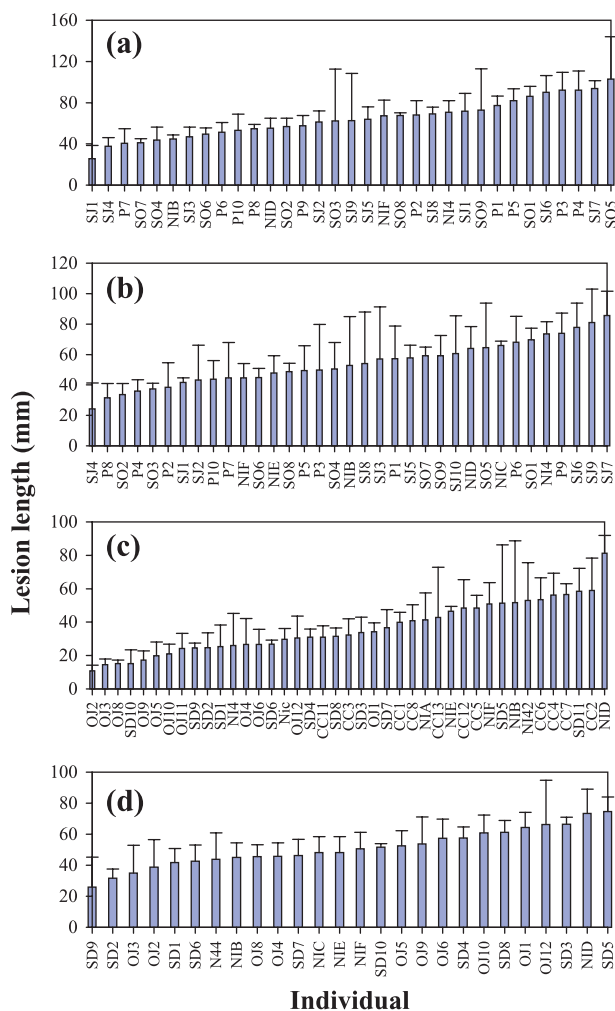 (a)
160
120
80
40
0
SJ1 SJ4 P7 SO7 SO4 NIB SJ3 SO6 P6 P10 P8 NID SO2 P9 SJ2 SO3 SJ9 SJ5 NIF SO8 P2 SJ8 NI4 SJ1 SO9 P1 P5 SO1 SJ6 P3 P4 SJ7 SO5
(b)
120
100
80
60
40
20
0
SJ4 P8 SO2 P4 SO3 P2 SJ1 SJ2 P10 P7 NIF SO6 NIE SO8 P5 P3 SO4 NIB SJ8 SJ3 P1 SJ5 SO7 SO9 SJ10 NID SO5 NIC P6 SO1 NI4 P9 SJ6 SJ9 SJ7
Lesion length (mm)
(c)
100
80
60
40
20
0
OJ2 OJ3 OJ8 SD10 OJ9 OJ5 OJ10 OJ11 SD9 SD2 SD1 NI4 OJ4 OJ6 SD6 Nic OJ12 SD4 CC11 SD8 CC3 SD3 OJ1 SD7 CC1 CC8 NIA CC13 NIE CC12 CC5 NIF SD5 NIB NI42 CC6 CC4 CC7 SD11 CC2 NID
(d)
100
80
60
40
20
0
SD9 SD2 OJ3 OJ2 SD1 SD6 N44 NIB OJ8 OJ4 SD7 NIC NIE NIF SD10 OJ5 OJ9 OJ6 SD4 OJ10 SD8 OJ1 OJ12 SD3 NID SD5
Individual